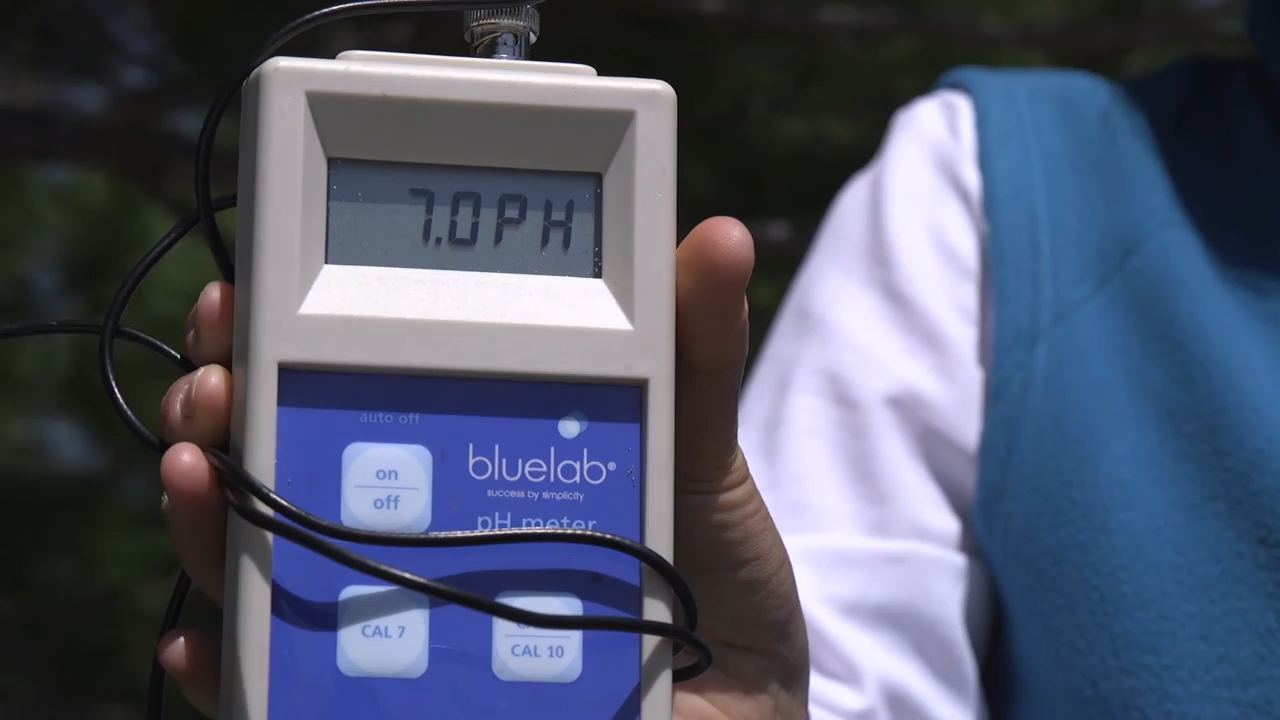 7.0PH
auto off
on
off
bluelab®
success by simplicity
pH meter
CAL 7
CAL 10